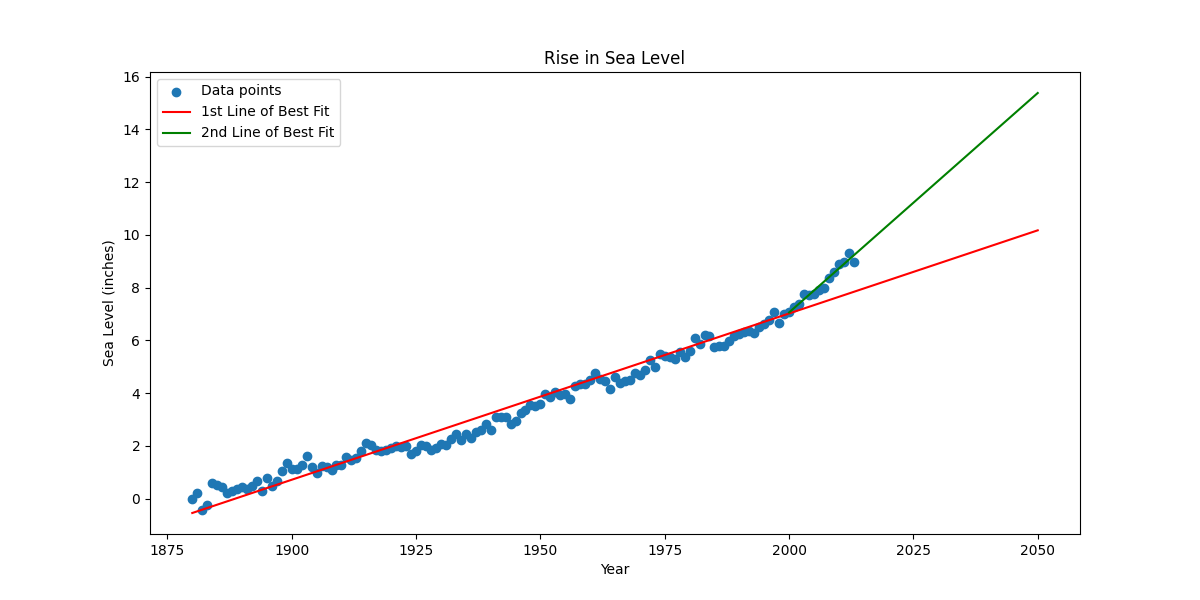 Rise in Sea Level
Data points
1st Line of Best Fit
2nd Line of Best Fit
16
14
12
10
8
6
4
2
0
Sea Level (inches)
1875 1900 1925 1950 1975 2000 2025 2050
Year